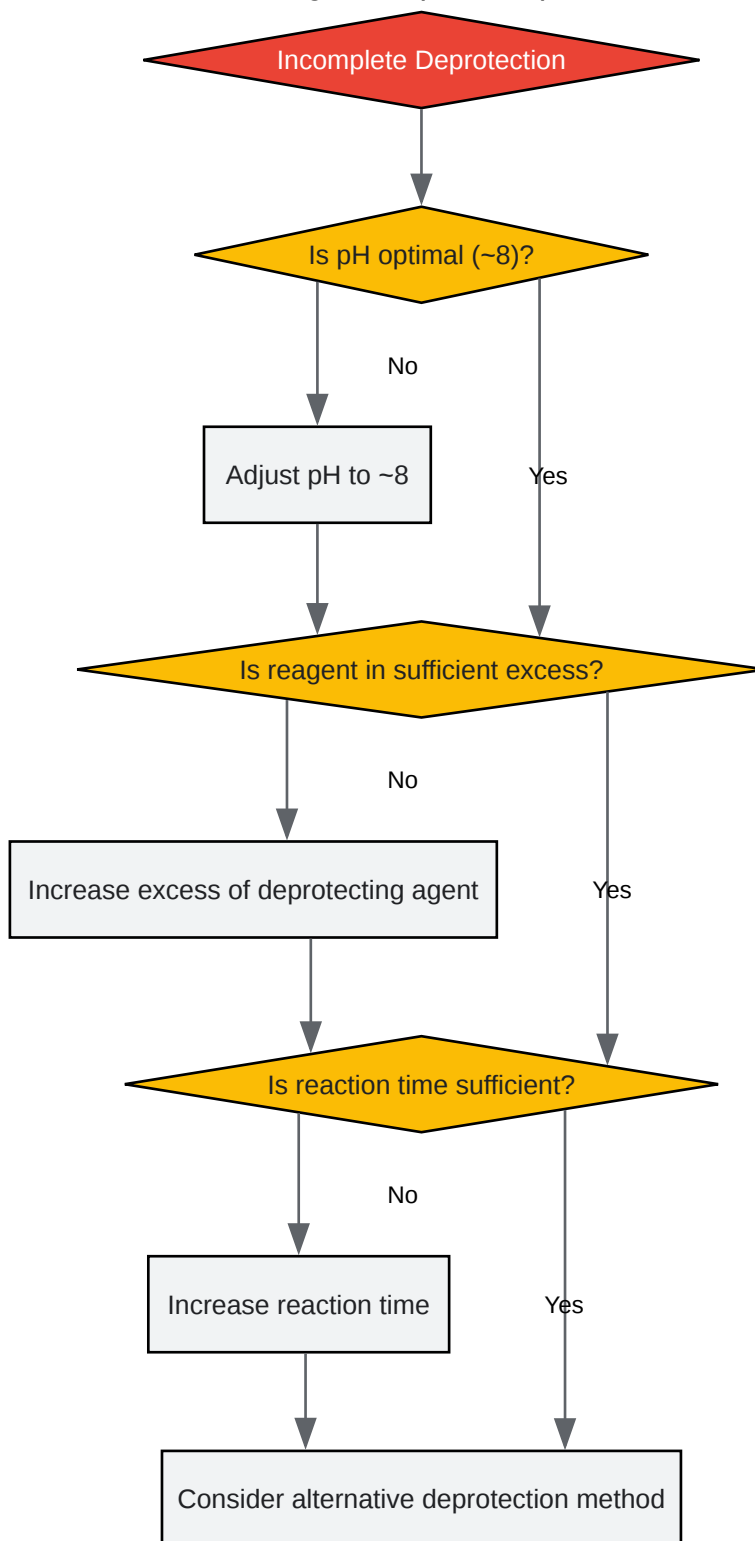 Incomplete Deprotection
Is pH optimal (~8)?
No
Adjust pH to ~8
Yes
Is reagent in sufficient excess?
No
Increase excess of deprotecting agent
Yes
Is reaction time sufficient?
No
Increase reaction time
Yes
Consider alternative deprotection method